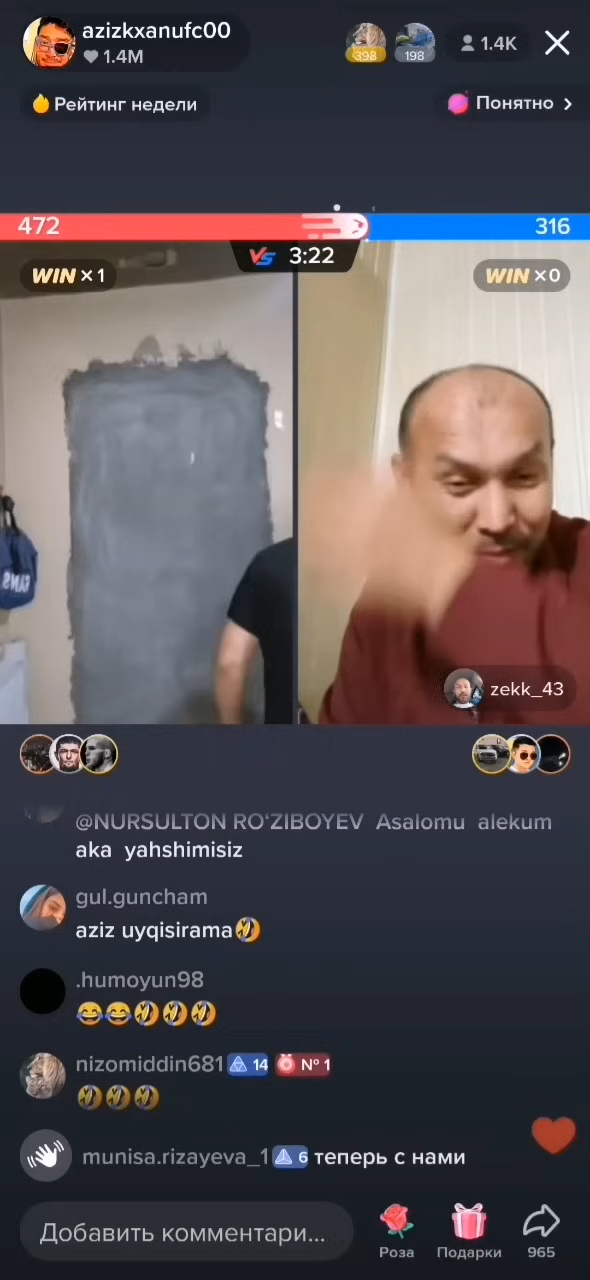 azizkxanufc00
1.4M
398
198
1.4K
Рейтинг недели
Понятно
472
316
VS 3:22
WIN ×1
WIN ×0
zekk_43
@NURSULTON ROʻZIBOYEV Asalomu alekum
aka yahshimisiz
gul.guncham
aziz uyqisirama🤣
.humoyun98
😂😂🤣🤣🤣
nizomiddin681 14 № 1
🤣🤣🤣
munisa.rizayeva_1 6 теперь с нами
Добавить комментари...
Роза
Подарки
965